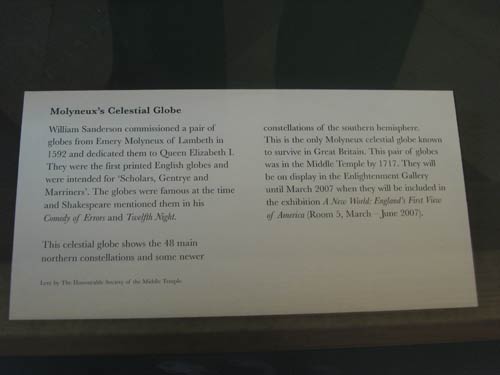 Molyneux's Celestial Globe
William Sanderson commissioned a pair of
globes from Emery Molyneux of Lambeth in
1592 and dedicated them to Queen Elizabeth I.
They were the first printed English globes and
were intended for 'Scholars, Gentrye and
Marriners'. The globes were famous at the time
and Shakespeare mentioned them in his
Comedy of Errors and Twelfth Night.
This celestial globe shows the 48 main
northern constellations and some newer
constellations of the southern hemisphere.
This is the only Molyneux celestial globe known
to survive in Great Britain. This pair of globes
was in the Middle Temple by 1717. They will
be on display in the Enlightenment Gallery
until March 2007 when they will be included in
the exhibition A New World: England's First View
of America (Room 5, March – June 2007).
Lent by The Honourable Society of the Middle Temple